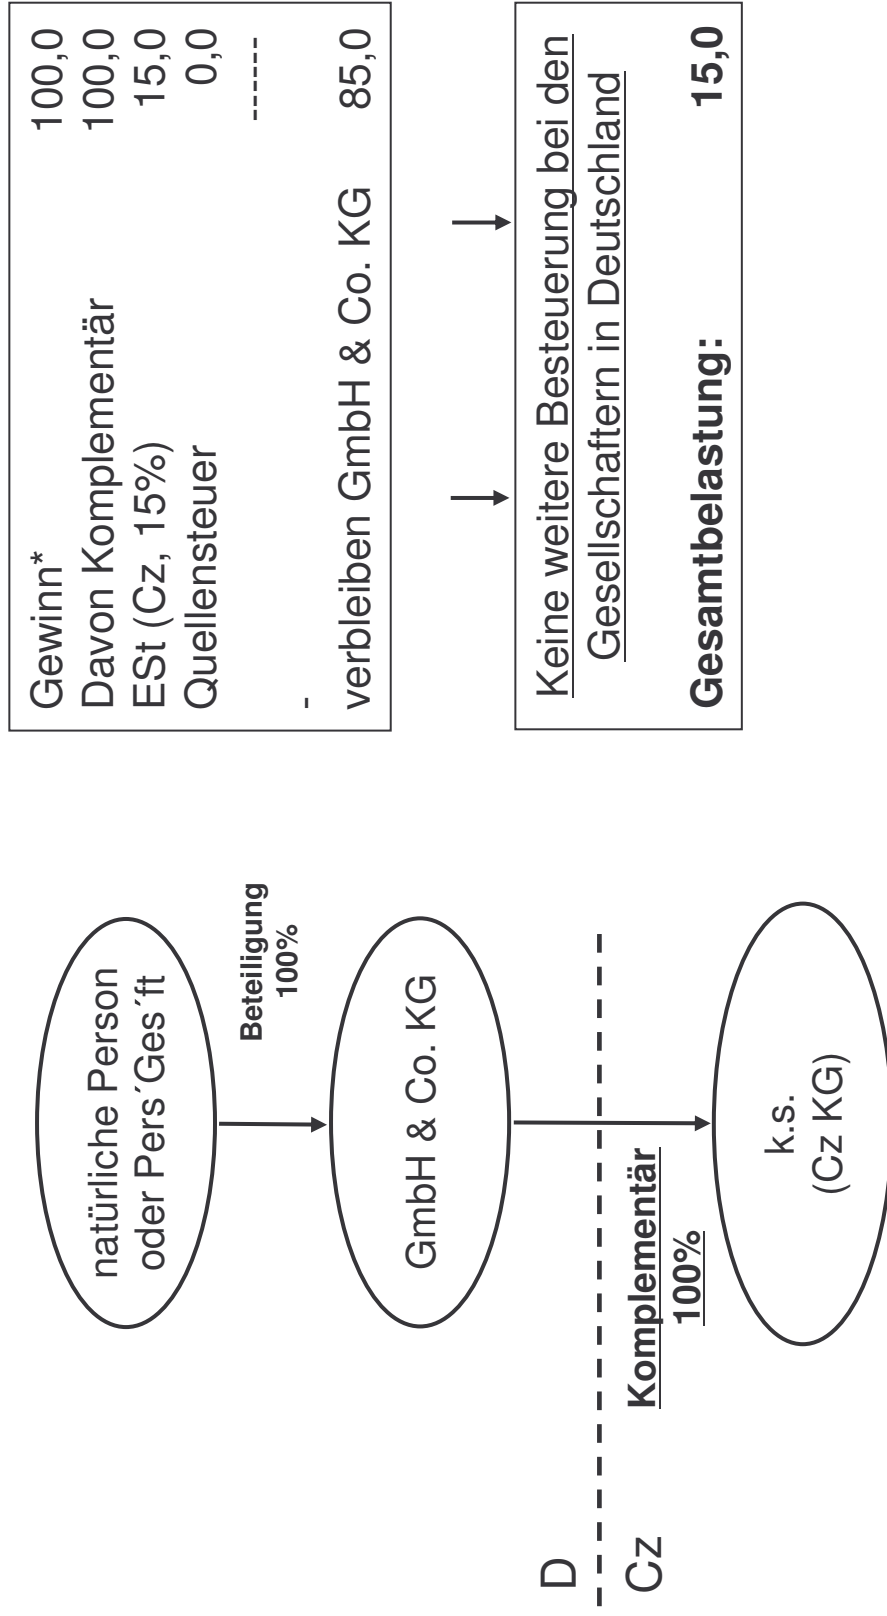 natürliche Person
oder Pers´Ges´ft
Beteiligung
100%
GmbH & Co. KG
D
Cz
Komplementär
100%
k.s.
(Cz KG)
Gewinn* 100,0
Davon Komplementär 100,0
ESt (Cz, 15%) 15,0
Quellensteuer 0,0
------
-
verbleiben GmbH & Co. KG 85,0
Keine weitere Besteuerung bei den
Gesellschaftern in Deutschland
Gesamtbelastung: 15,0